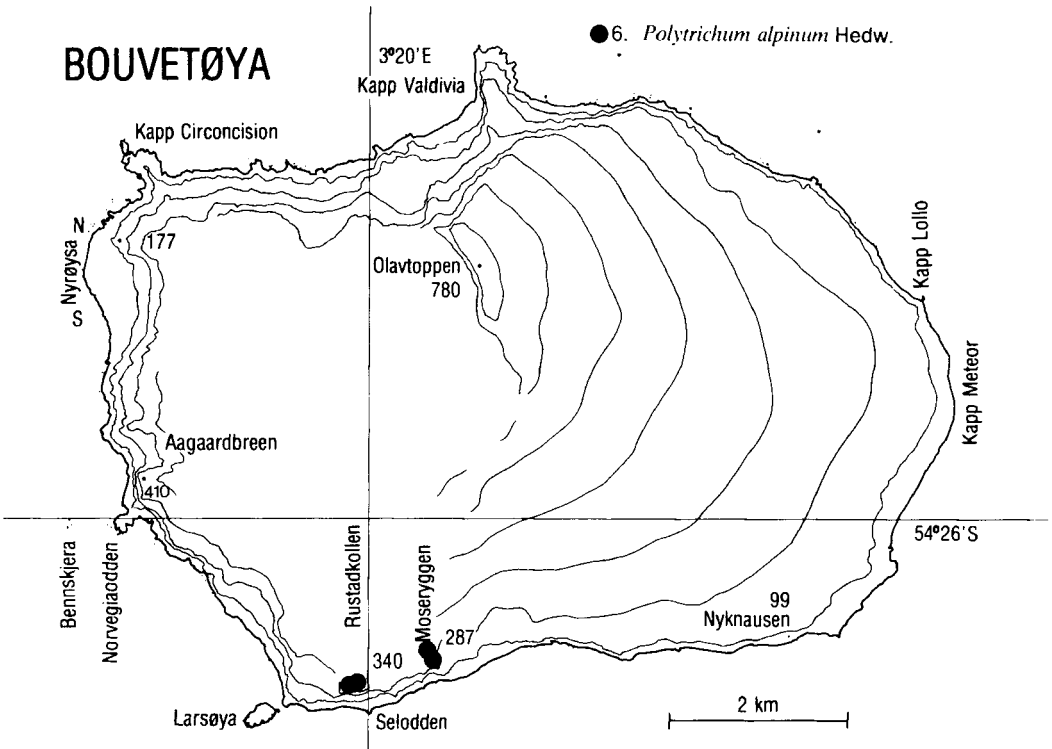 BOUVETØYA
●6. Polytrichum alpinum Hedw.
3°20'E
Kapp Valdivia
Kapp Circoncision
N
177
Nyrøysa
S
Olavtoppen
780
Kapp Lollo
Kapp Meteor
Aagaardbreen
410
54°26'S
Bennskjera
Norvegiaodden
Rustadkollen
Moseryggen
287
340
99
Nyknausen
Larsøya
Selodden
2 km